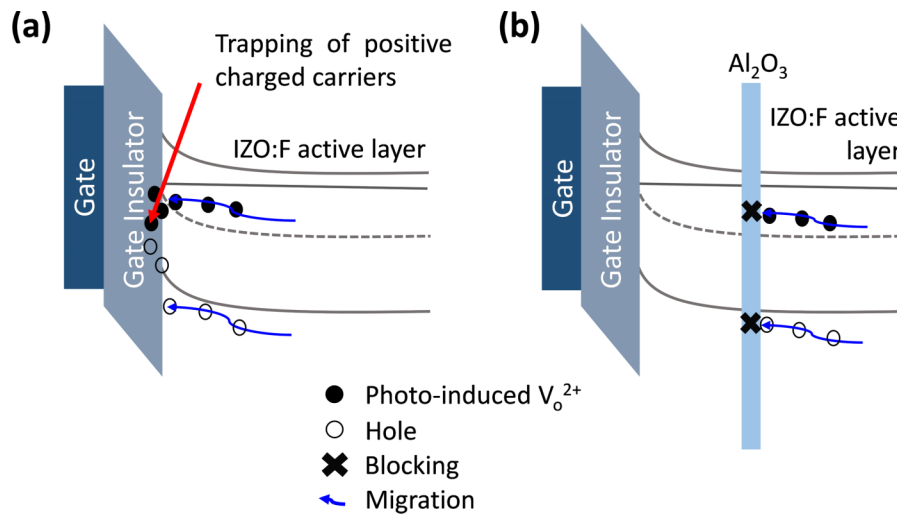 (a)
Trapping of positive
charged carriers
IZO:F active layer
Gate
Gate Insulator
(b)
Al₂O₃
IZO:F active
layer
Gate
Gate Insulator
Photo-induced Vₒ²⁺
Hole
Blocking
Migration